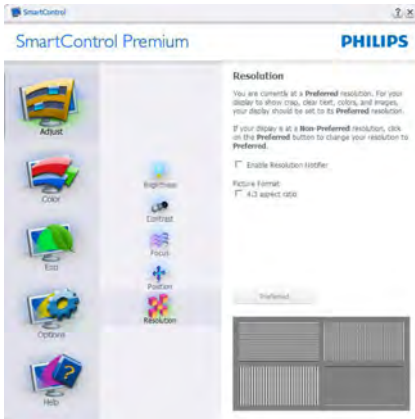 SmartControl
SmartControl Premium
PHILIPS
Resolution
You are currently at a Preferred resolution. For your
display to show crisp, clear text, colors, and images,
your display should be set to its Preferred resolution.
If your display is at a Non-Preferred resolution, click
on the Preferred button to change your resolution to
Preferred.
Enable Resolution Notifier
Picture Format
4:3 aspect ratio
Preferred
Adjust
Color
Eco
Options
Help
Brightness
Contrast
Focus
Position
Resolution